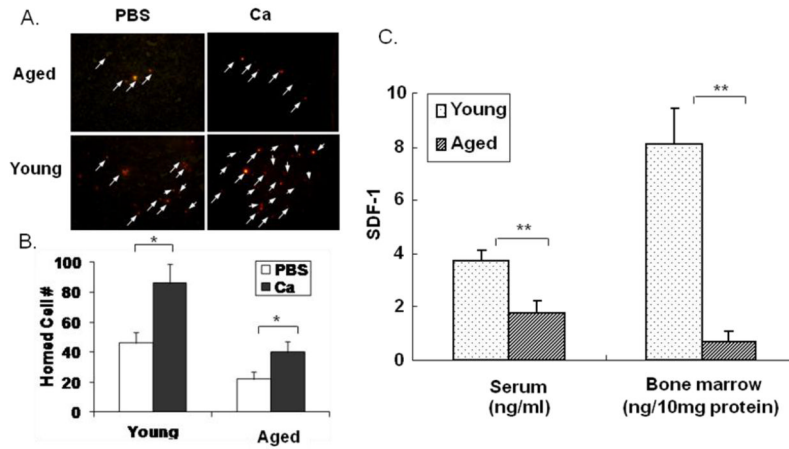 A.
PBS
Ca
Aged
Young
B.
*
100
80
60
40
20
0
Homed Cell #
PBS
Ca
*
Young
Aged
C.
10
8
6
4
2
0
SDF-1
Young
Aged
**
**
Serum
(ng/ml)
Bone marrow
(ng/10mg protein)